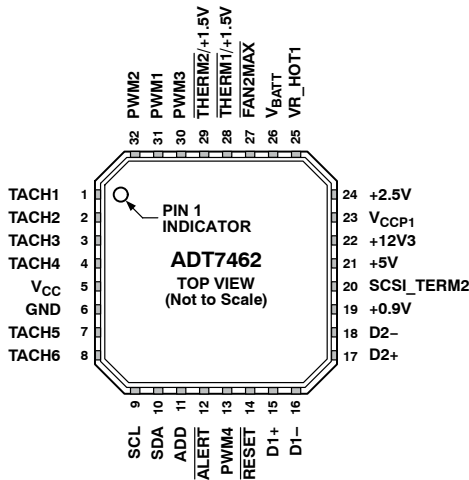 PWM2
PWM1
PWM3
THERM2/+1.5V
THERM1/+1.5V
FAN2MAX
VBATT
VR_HOT1
32
31
30
29
28
27
26
25
TACH1 1
TACH2 2
TACH3 3
TACH4 4
VCC 5
GND 6
TACH5 7
TACH6 8
PIN 1
INDICATOR
ADT7462
TOP VIEW
(Not to Scale)
24 +2.5V
23 VCCP1
22 +12V3
21 +5V
20 SCSI_TERM2
19 +0.9V
18 D2–
17 D2+
9
10
11
12
13
14
15
16
SCL
SDA
ADD
ALERT
PWM4
RESET
D1+
D1–